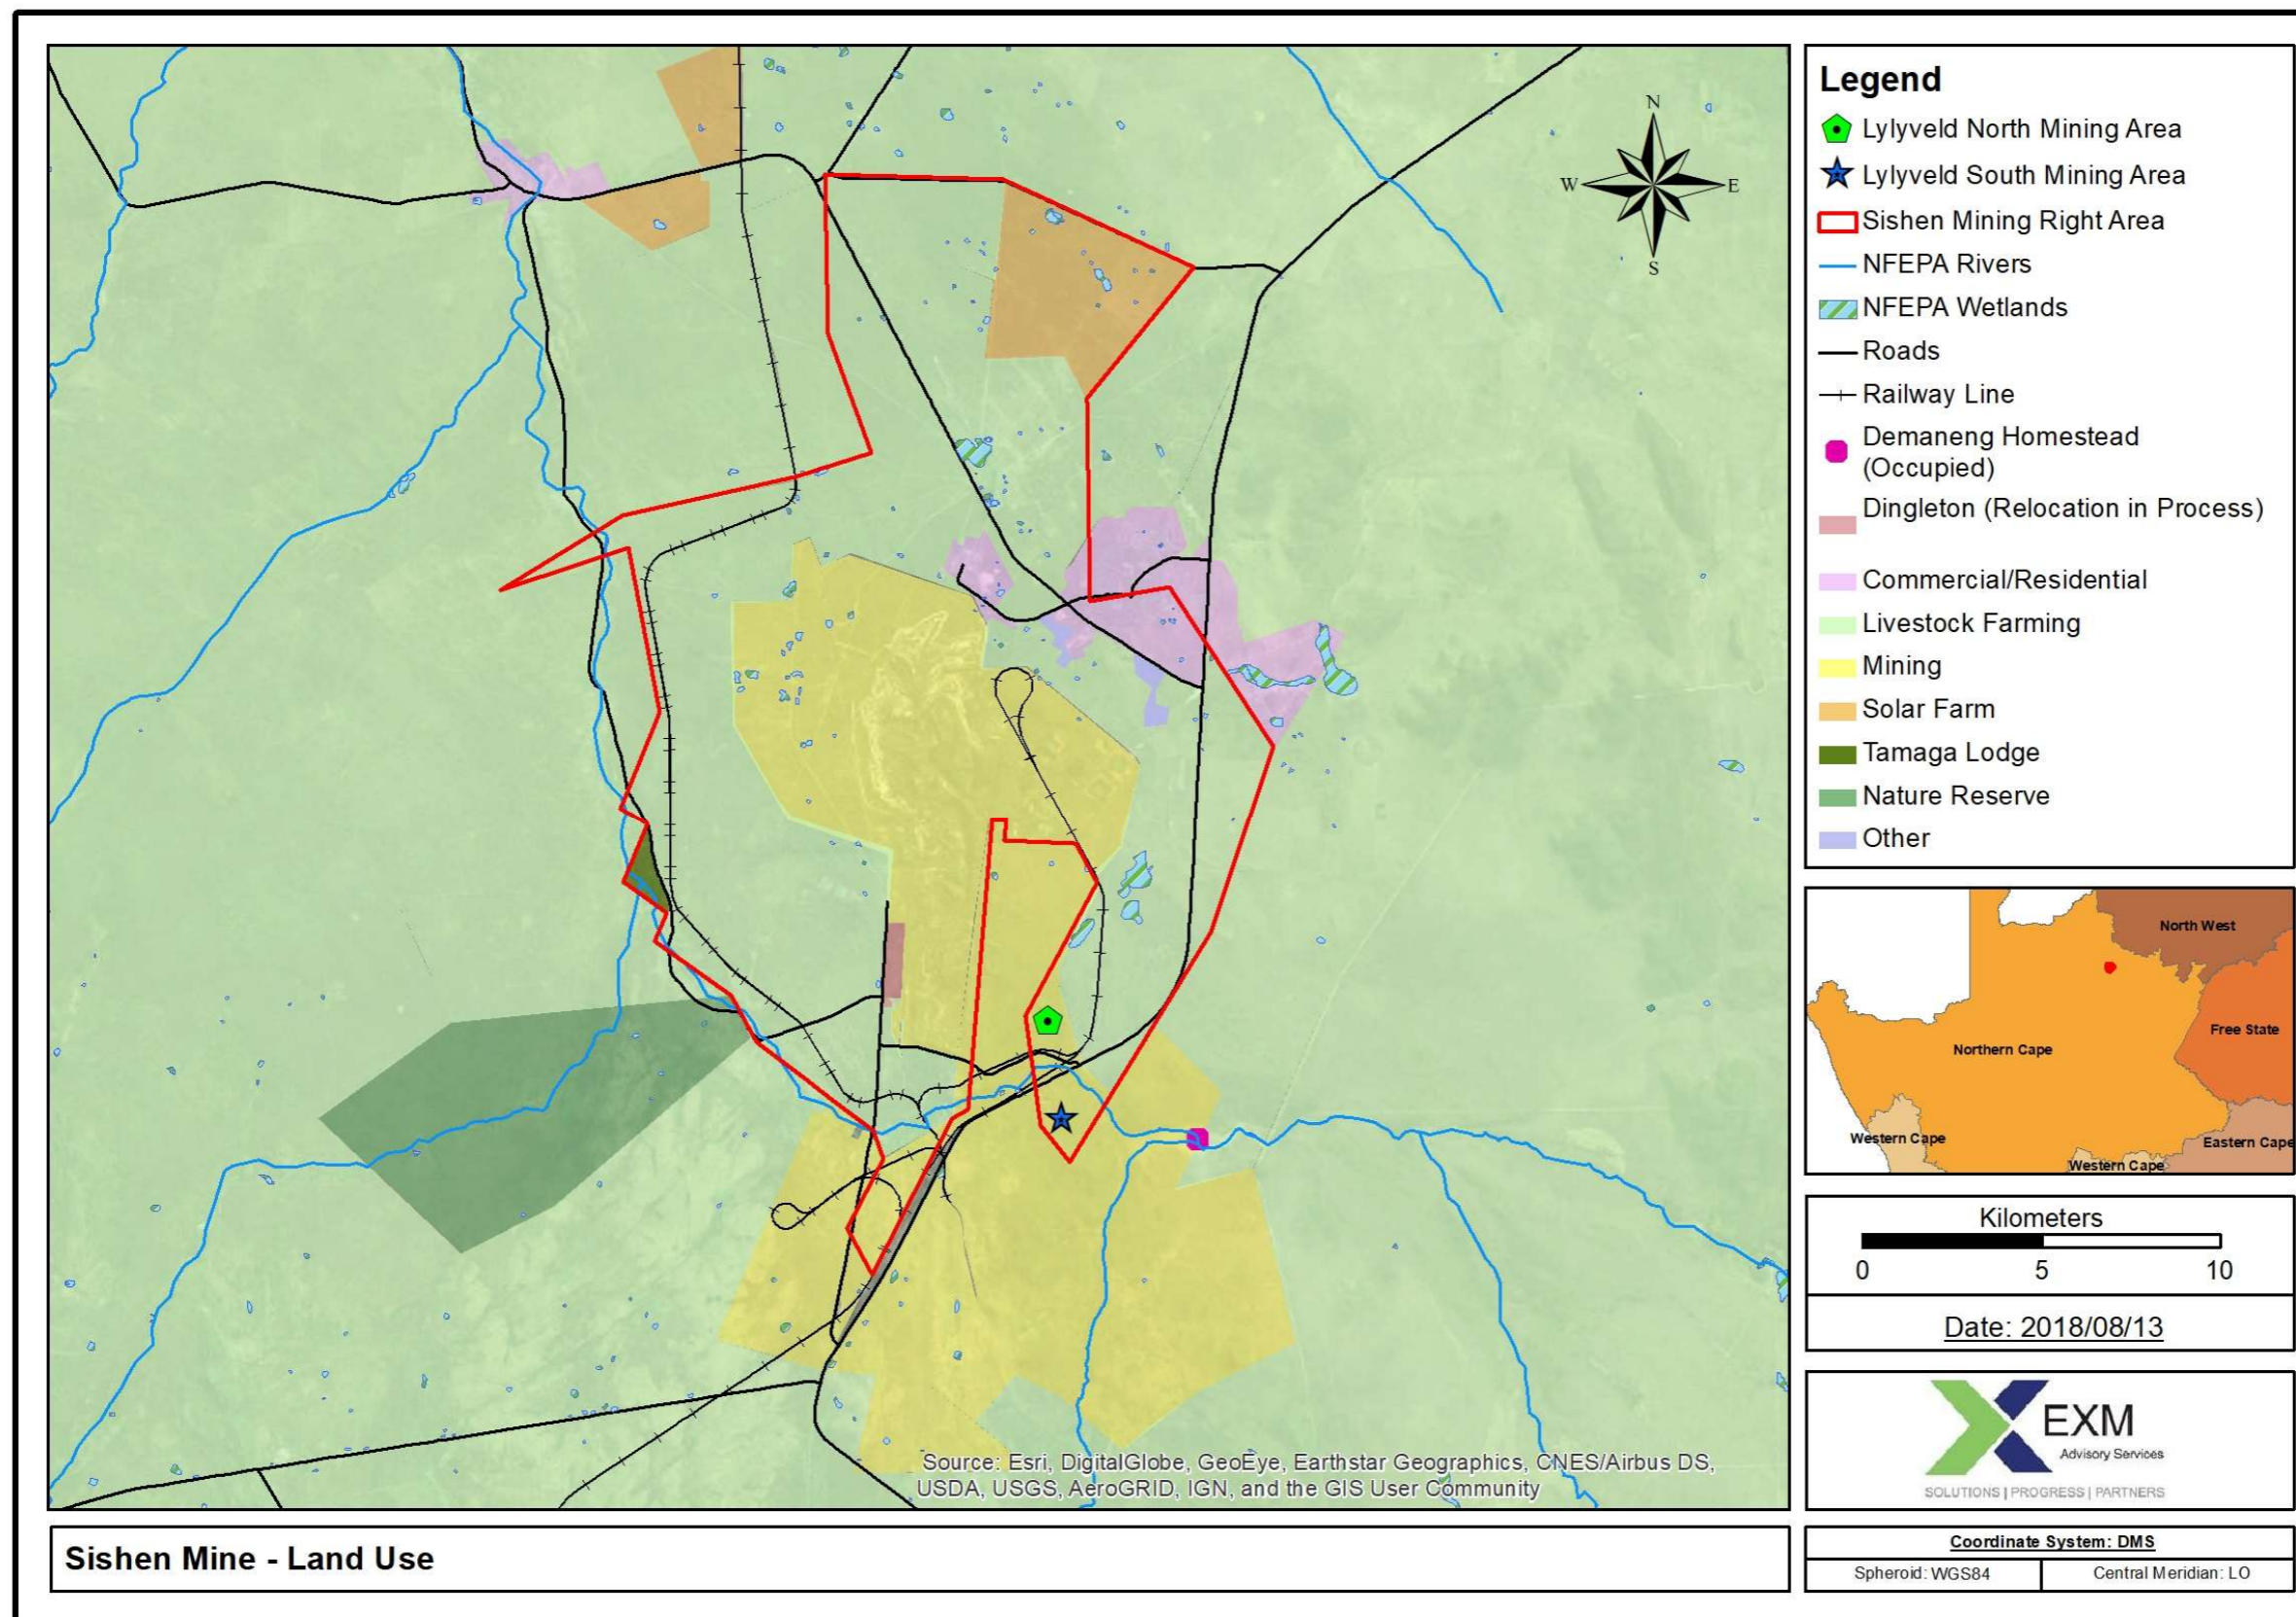 Legend
Lylyveld North Mining Area
Lylyveld South Mining Area
Sishen Mining Right Area
NFEPA Rivers
NFEPA Wetlands
Roads
Railway Line
Demaneng Homestead
(Occupied)
Dingleton (Relocation in Process)
Commercial/Residential
Livestock Farming
Mining
Solar Farm
Tamaga Lodge
Nature Reserve
Other
N
W
E
S
North West
Free State
Northern Cape
Western Cape
Eastern Cape
Western Cape
Kilometers
0 5 10
Date: 2018/08/13
EXM
Advisory Services
SOLUTIONS | PROGRESS | PARTNERS
Source: Esri, DigitalGlobe, GeoEye, Earthstar Geographics, CNES/Airbus DS,
USDA, USGS, AeroGRID, IGN, and the GIS User Community
Sishen Mine - Land Use
Coordinate System: DMS
Spheroid: WGS84
Central Meridian: LO